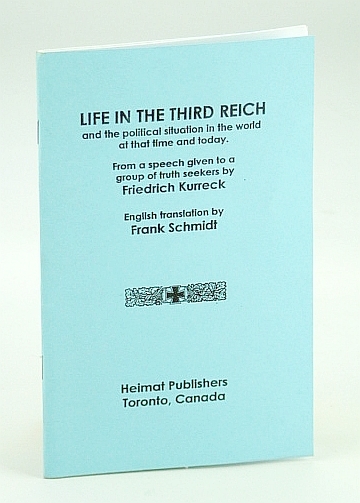 LIFE IN THE THIRD REICH
and the political situation in the world
at that time and today.
From a speech given to a
group of truth seekers by
Friedrich Kurreck
English translation by
Frank Schmidt
Heimat Publishers
Toronto, Canada